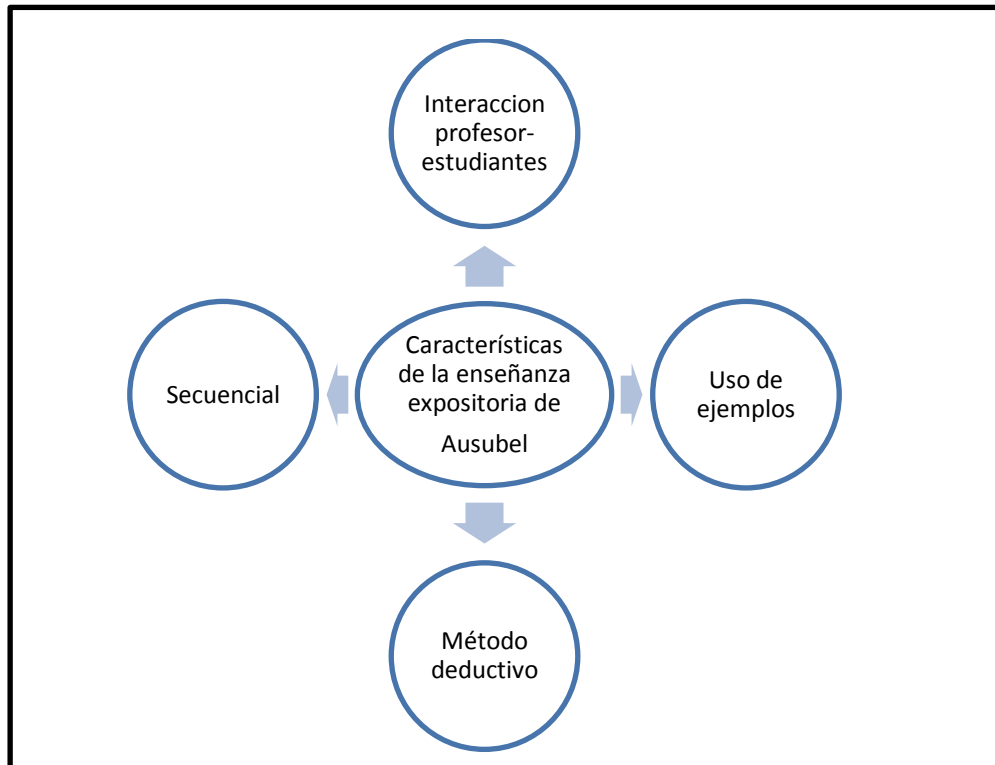 Interaccion
profesor-
estudiantes
Secuencial
Características
de la enseñanza
expositoria de
Ausubel
Uso de
ejemplos
Método
deductivo